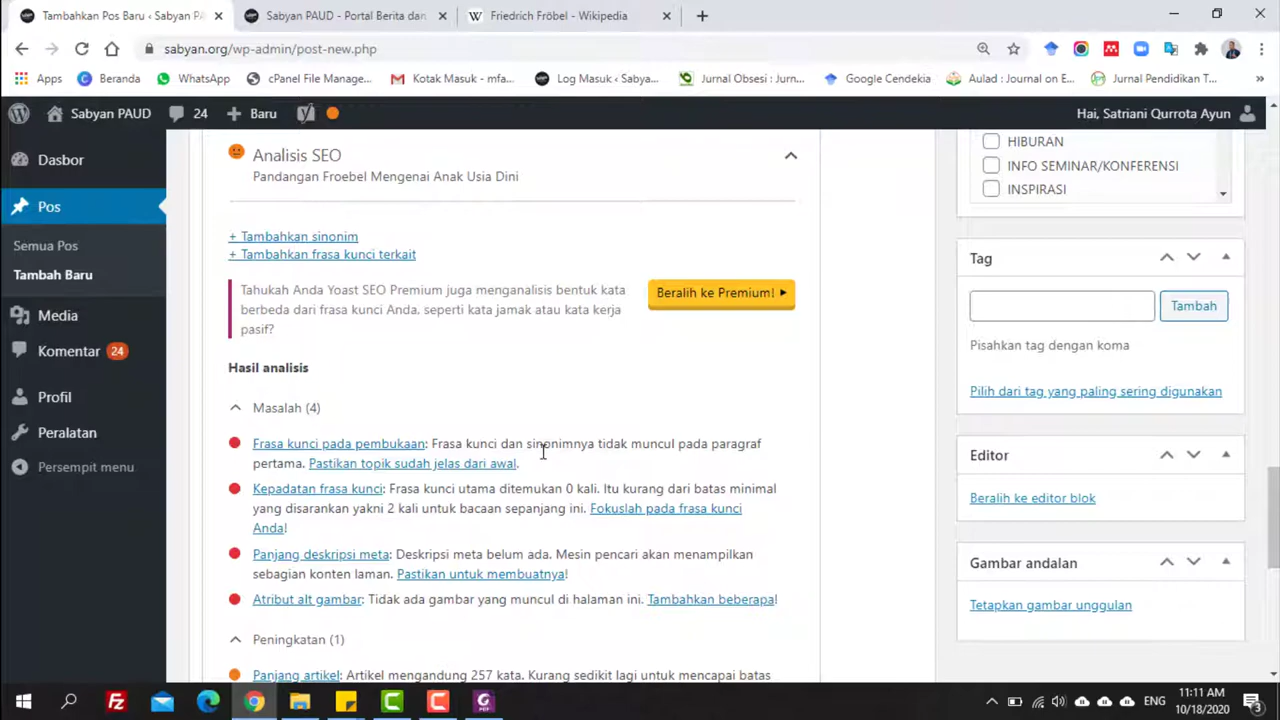 Tambahkan Pos Baru ‹ Sabyan PA
Sabyan PAUD - Portal Berita dan
Friedrich Fröbel - Wikipedia
sabyan.org/wp-admin/post-new.php
Apps
Beranda
WhatsApp
cPanel File Manage...
Kotak Masuk - mfa...
Log Masuk ‹ Sabya...
Jurnal Obsesi : Jurn...
Google Cendekia
Aulad : Journal on E...
Jurnal Pendidikan T...
»
Sabyan PAUD
24
Baru
Hai, Satriani Qurrota Ayun
Dasbor
Pos
Semua Pos
Tambah Baru
Media
Komentar 24
Profil
Peralatan
Persempit menu
Analisis SEO
Pandangan Froebel Mengenai Anak Usia Dini
+ Tambahkan sinonim
+ Tambahkan frasa kunci terkait
Tahukah Anda Yoast SEO Premium juga menganalisis bentuk kata
berbeda dari frasa kunci Anda, seperti kata jamak atau kata kerja
pasif?
Beralih ke Premium!
Hasil analisis
Masalah (4)
Frasa kunci pada pembukaan: Frasa kunci dan sinonimnya tidak muncul pada paragraf
pertama. Pastikan topik sudah jelas dari awal.
Kepadatan frasa kunci: Frasa kunci utama ditemukan 0 kali. Itu kurang dari batas minimal
yang disarankan yakni 2 kali untuk bacaan sepanjang ini. Fokuslah pada frasa kunci
Anda!
Panjang deskripsi meta: Deskripsi meta belum ada. Mesin pencari akan menampilkan
sebagian konten laman. Pastikan untuk membuatnya!
Atribut alt gambar: Tidak ada gambar yang muncul di halaman ini. Tambahkan beberapa!
Peningkatan (1)
Panjang artikel: Artikel mengandung 257 kata. Kurang sedikit lagi untuk mencapai batas
HIBURAN
INFO SEMINAR/KONFERENSI
INSPIRASI
Tag
Tambah
Pisahkan tag dengan koma
Pilih dari tag yang paling sering digunakan
Editor
Beralih ke editor blok
Gambar andalan
Tetapkan gambar unggulan
ENG
11:11 AM
10/18/2020
3